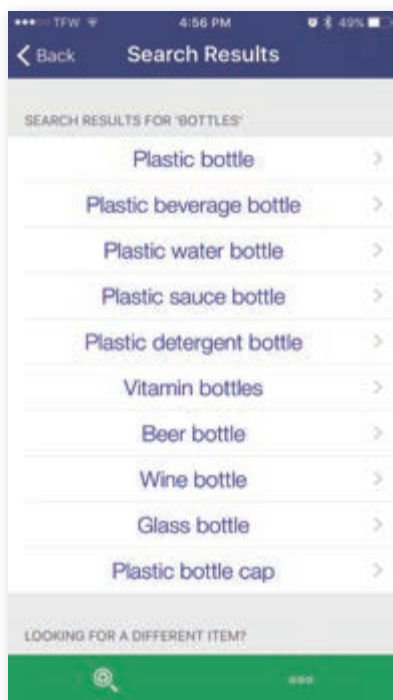 TFW 4:56 PM 49%
Back Search Results
SEARCH RESULTS FOR 'BOTTLES'
Plastic bottle
Plastic beverage bottle
Plastic water bottle
Plastic sauce bottle
Plastic detergent bottle
Vitamin bottles
Beer bottle
Wine bottle
Glass bottle
Plastic bottle cap
LOOKING FOR A DIFFERENT ITEM?